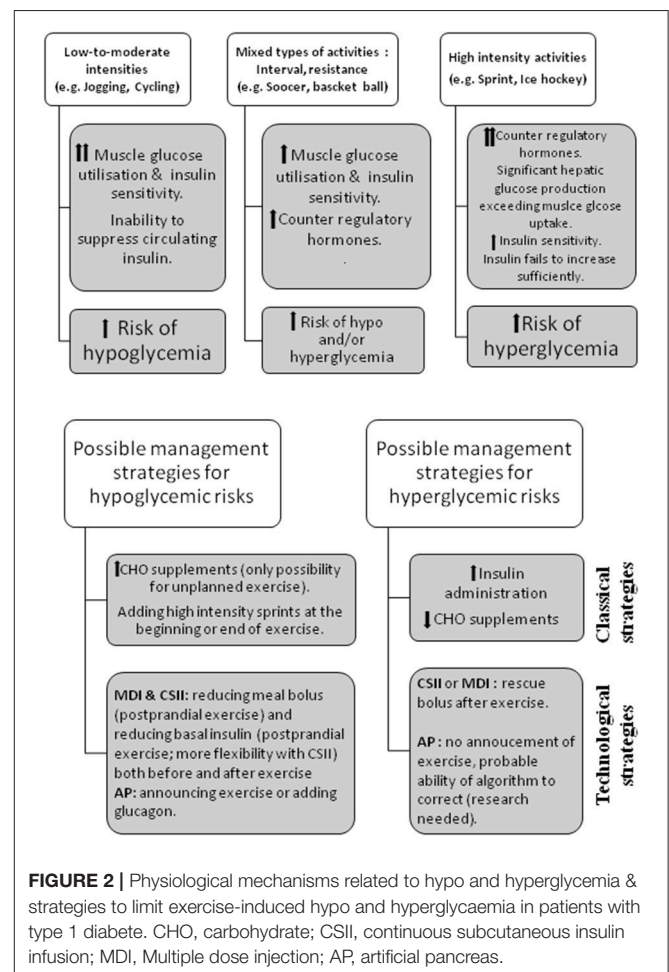 Low-to-moderate
intensities
(e.g. Jogging, Cycling)
Mixed types of activities :
Interval, resistance
(e.g. Soocer, bascket ball)
High intensity activities
(e.g. Sprint, Ice hockey)
⬆⬆ Muscle glucose
utilisation & insulin
sensitivity.
Inability to
suppress circulating
insulin.
⬆ Muscle glucose
utilisation & insulin
sensitivity.
⬆ Counter regulatory
hormones.
.
⬆⬆ Counter regulatory
hormones.
Significant hepatic
glucose production
exceeding muslce glcose
uptake.
⬆ Insulin sensitivity.
Insulin fails to increase
sufficiently.
⬆ Risk of
hypoglycemia
⬆ Risk of hypo
and/or
hyperglycemia
⬆ Risk of
hyperglycemia
Possible management
strategies for
hypoglycemic risks
Possible management
strategies for
hyperglycemic risks
⬆CHO supplements (only possibility
for unplanned exercise).
Adding high intensity sprints at the
beginning or end of exercise.
⬆Insulin
administration
⬇CHO supplements
Classical
strategies
MDI & CSII: reducing meal bolus
(postprandial exercise) and
reducing basal insulin (postprandial
exercise; more flexibility with CSII)
both before and after exercise
AP: announcing exercise or adding
glucagon.
CSII or MDI : rescue
bolus after exercise.
AP : no annoucement of
exercise, probable
ability of algorithm to
correct (research
needed).
Technological
strategies
FIGURE 2 | Physiological mechanisms related to hypo and hyperglycemia &
strategies to limit exercise-induced hypo and hyperglycaemia in patients with
type 1 diabete. CHO, carbohydrate; CSII, continuous subcutaneous insulin
infusion; MDI, Multiple dose injection; AP, artificial pancreas.